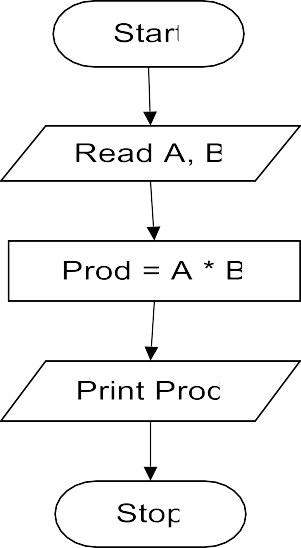 Start
Read A, B
Prod = A * B
Print Prod
Stop